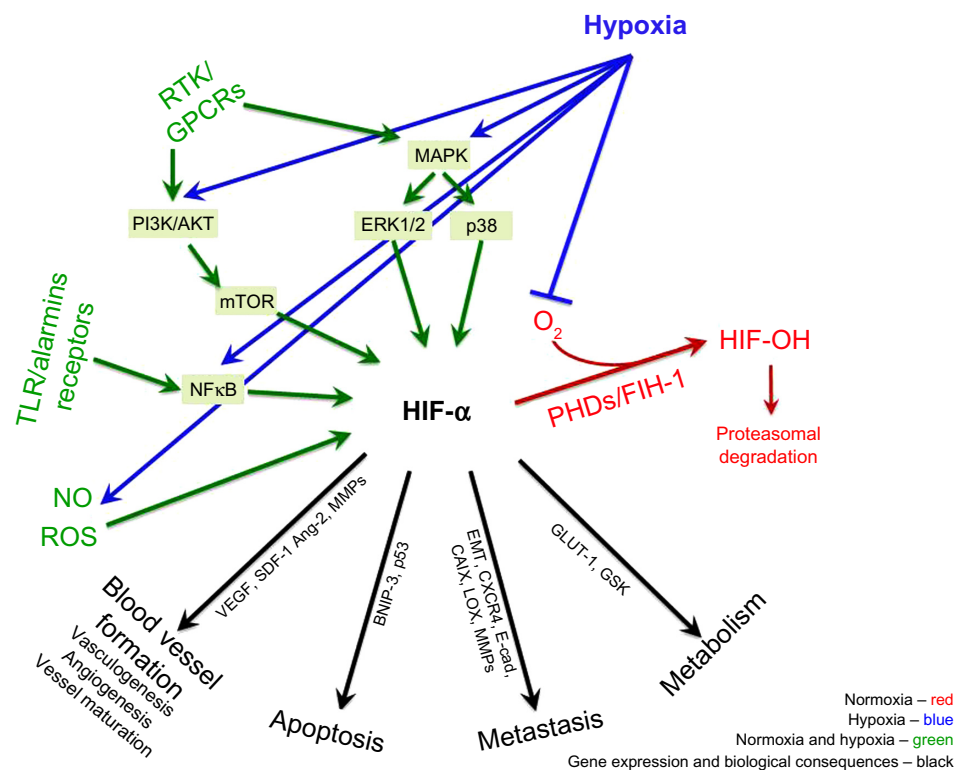 Hypoxia
RTK/
GPCRs
MAPK
PI3K/AKT
ERK1/2
p38
mTOR
TLR/alarmins
receptors
NFκB
O2
HIF-OH
PHDs/FIH-1
HIF-α
Proteasomal
degradation
NO
ROS
VEGF, SDF-1 Ang-2, MMPs
BNIP-3, p53
EMT, CXCR4, E-cad,
CAIX, LOX, MMPs
GLUT-1, GSK
Blood vessel
formation
Vasculogenesis
Angiogenesis
Vessel maturation
Apoptosis
Metastasis
Metabolism
Normoxia – red
Hypoxia – blue
Normoxia and hypoxia – green
Gene expression and biological consequences – black